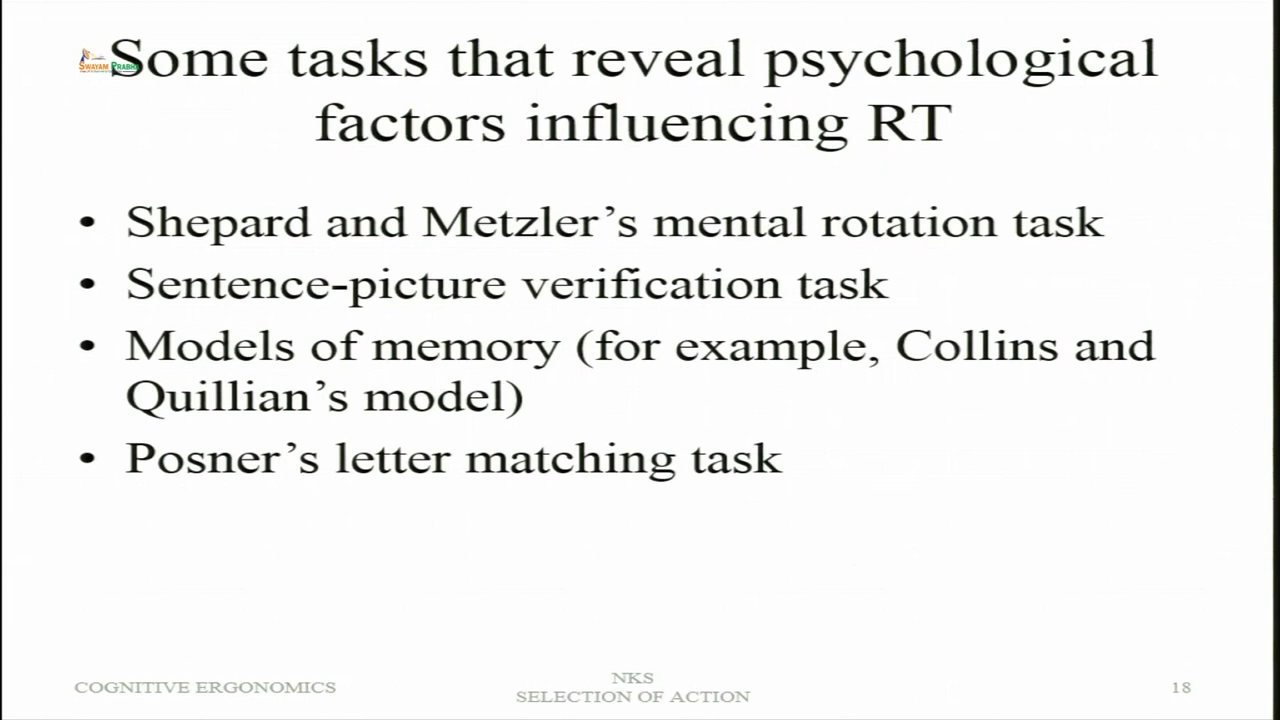 Some tasks that reveal psychological
factors influencing RT
SWAYAM PRABHA
• Shepard and Metzler's mental rotation task
• Sentence-picture verification task
• Models of memory (for example, Collins and
Quillian's model)
• Posner's letter matching task
COGNITIVE ERGONOMICS
NKS
SELECTION OF ACTION
18